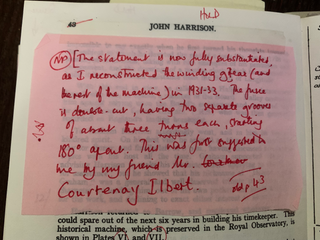 H×D
42
JOHN HARRISON.
NP [The statement is now fully substantiated,
as I reconstructed the winding gear (and
the rest of the machine) in 1931-33. The fusee
is double-cut, having two separate grooves
of about three turns each, starting
180° apart. This was first suggested to
me by my friend Mr.
Courtenay Ilbert.
p 43
could spare out of the next six years in building his timekeeper. This
historical machine, which is preserved in the Royal Observatory, is
shown in Plates VI. and VII.